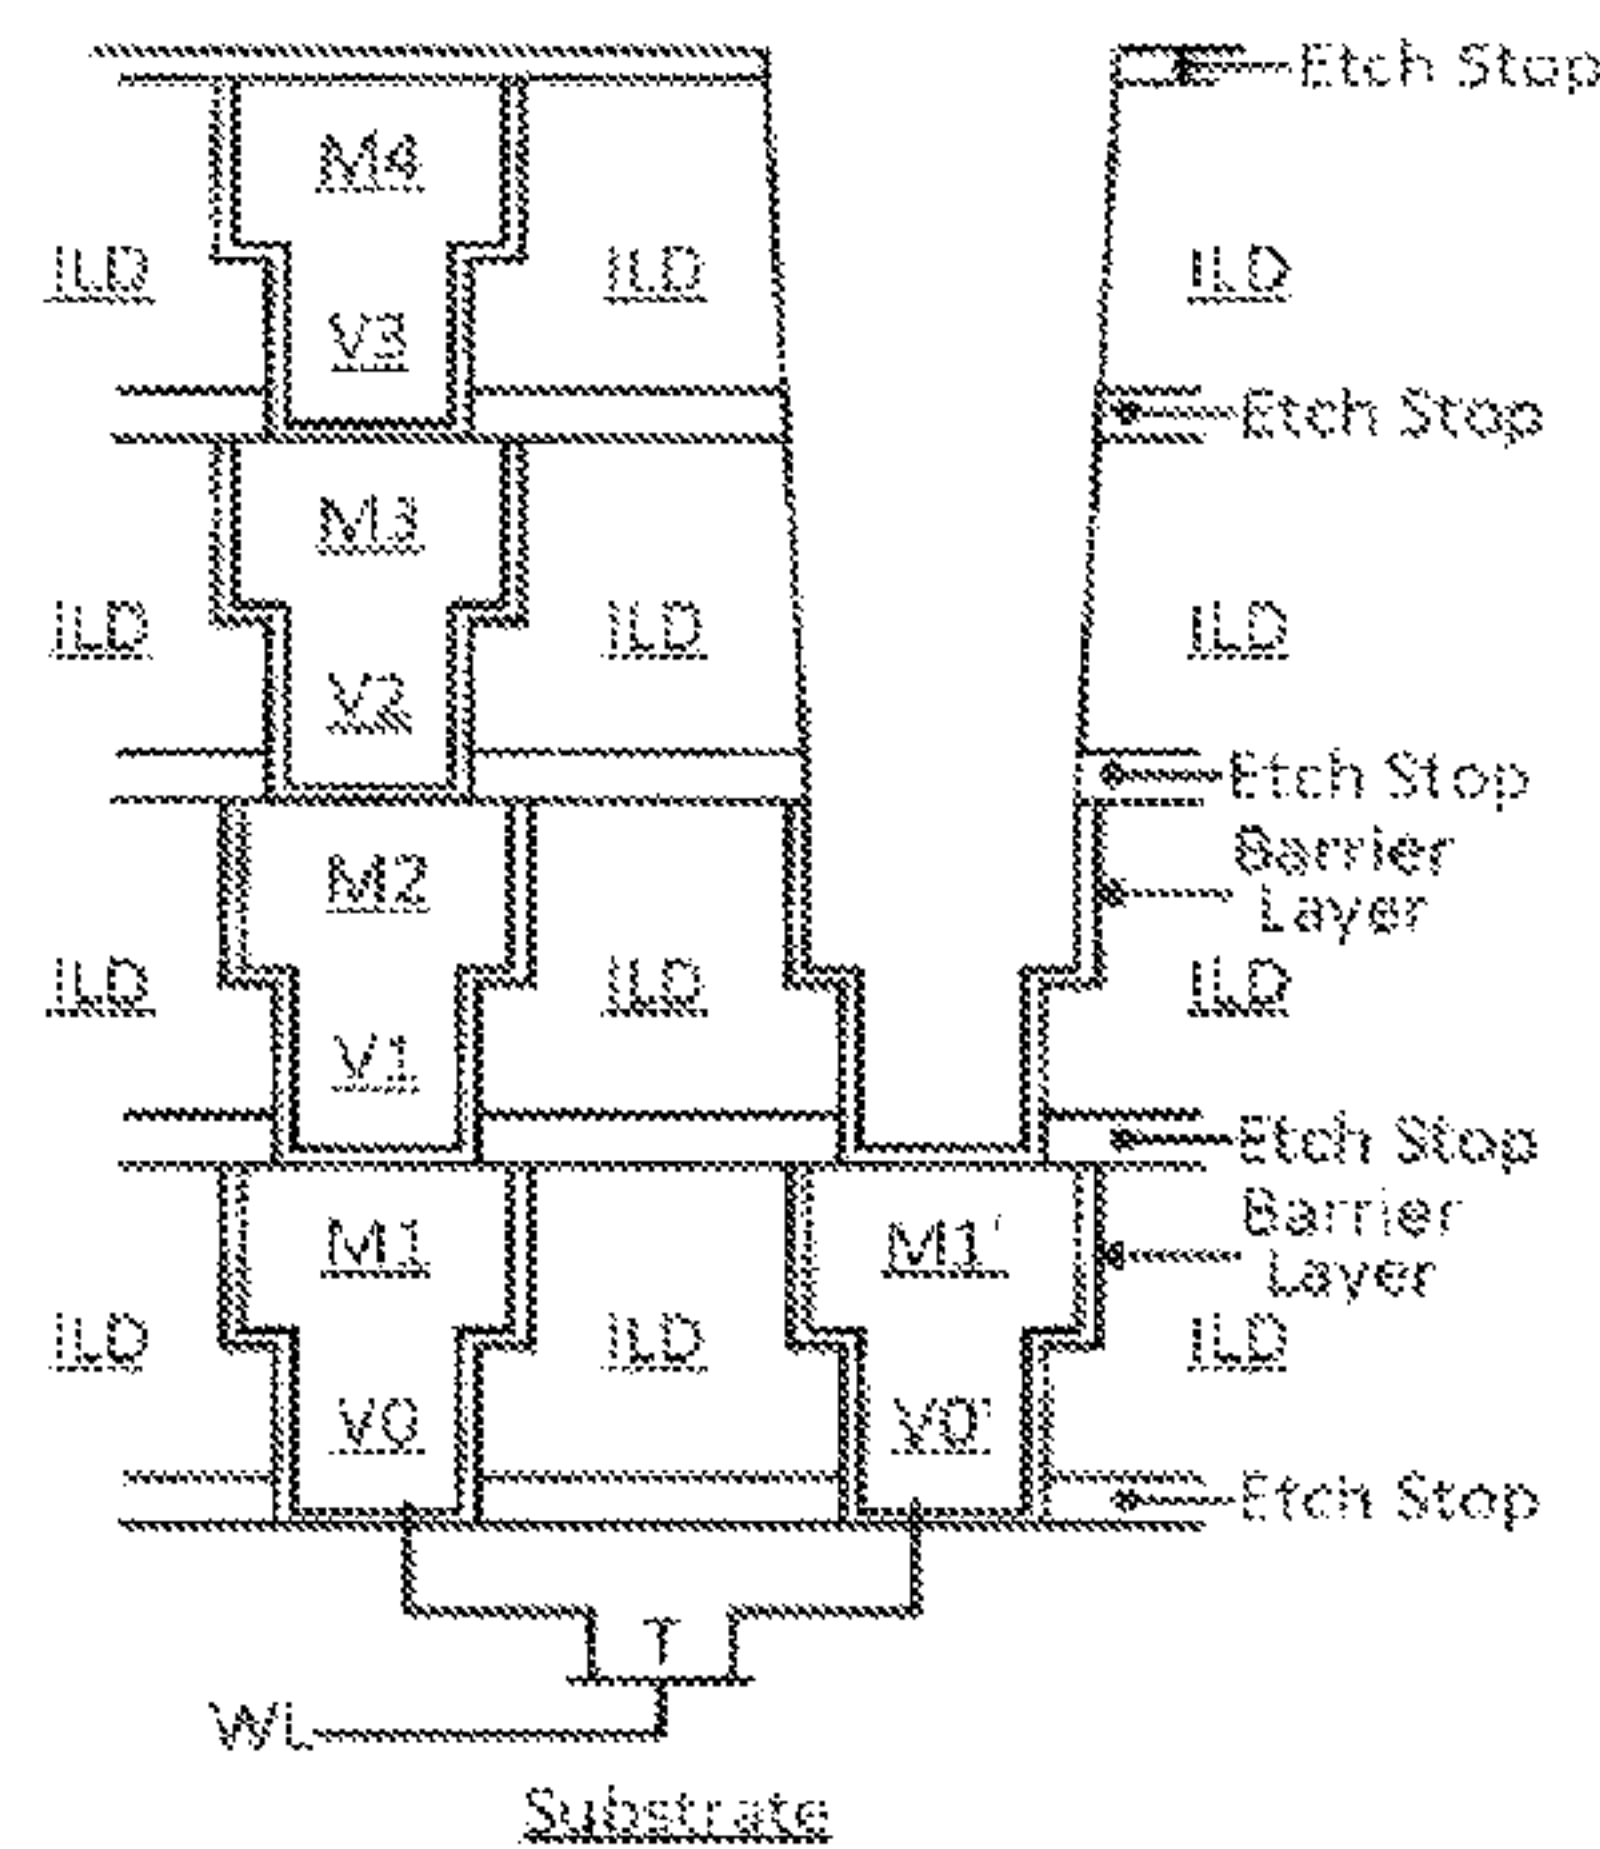 Etch Stop
M4
ILD ILD ILD
V3
Etch Stop
M3
ILD ILD ILD
V2
Etch Stop
Barrier
Layer
M2
ILD ILD ILD
V1
Etch Stop
Barrier
Layer
M1 M1'
ILD ILD ILD
V0 V0'
Etch Stop
T
WL
Substrate